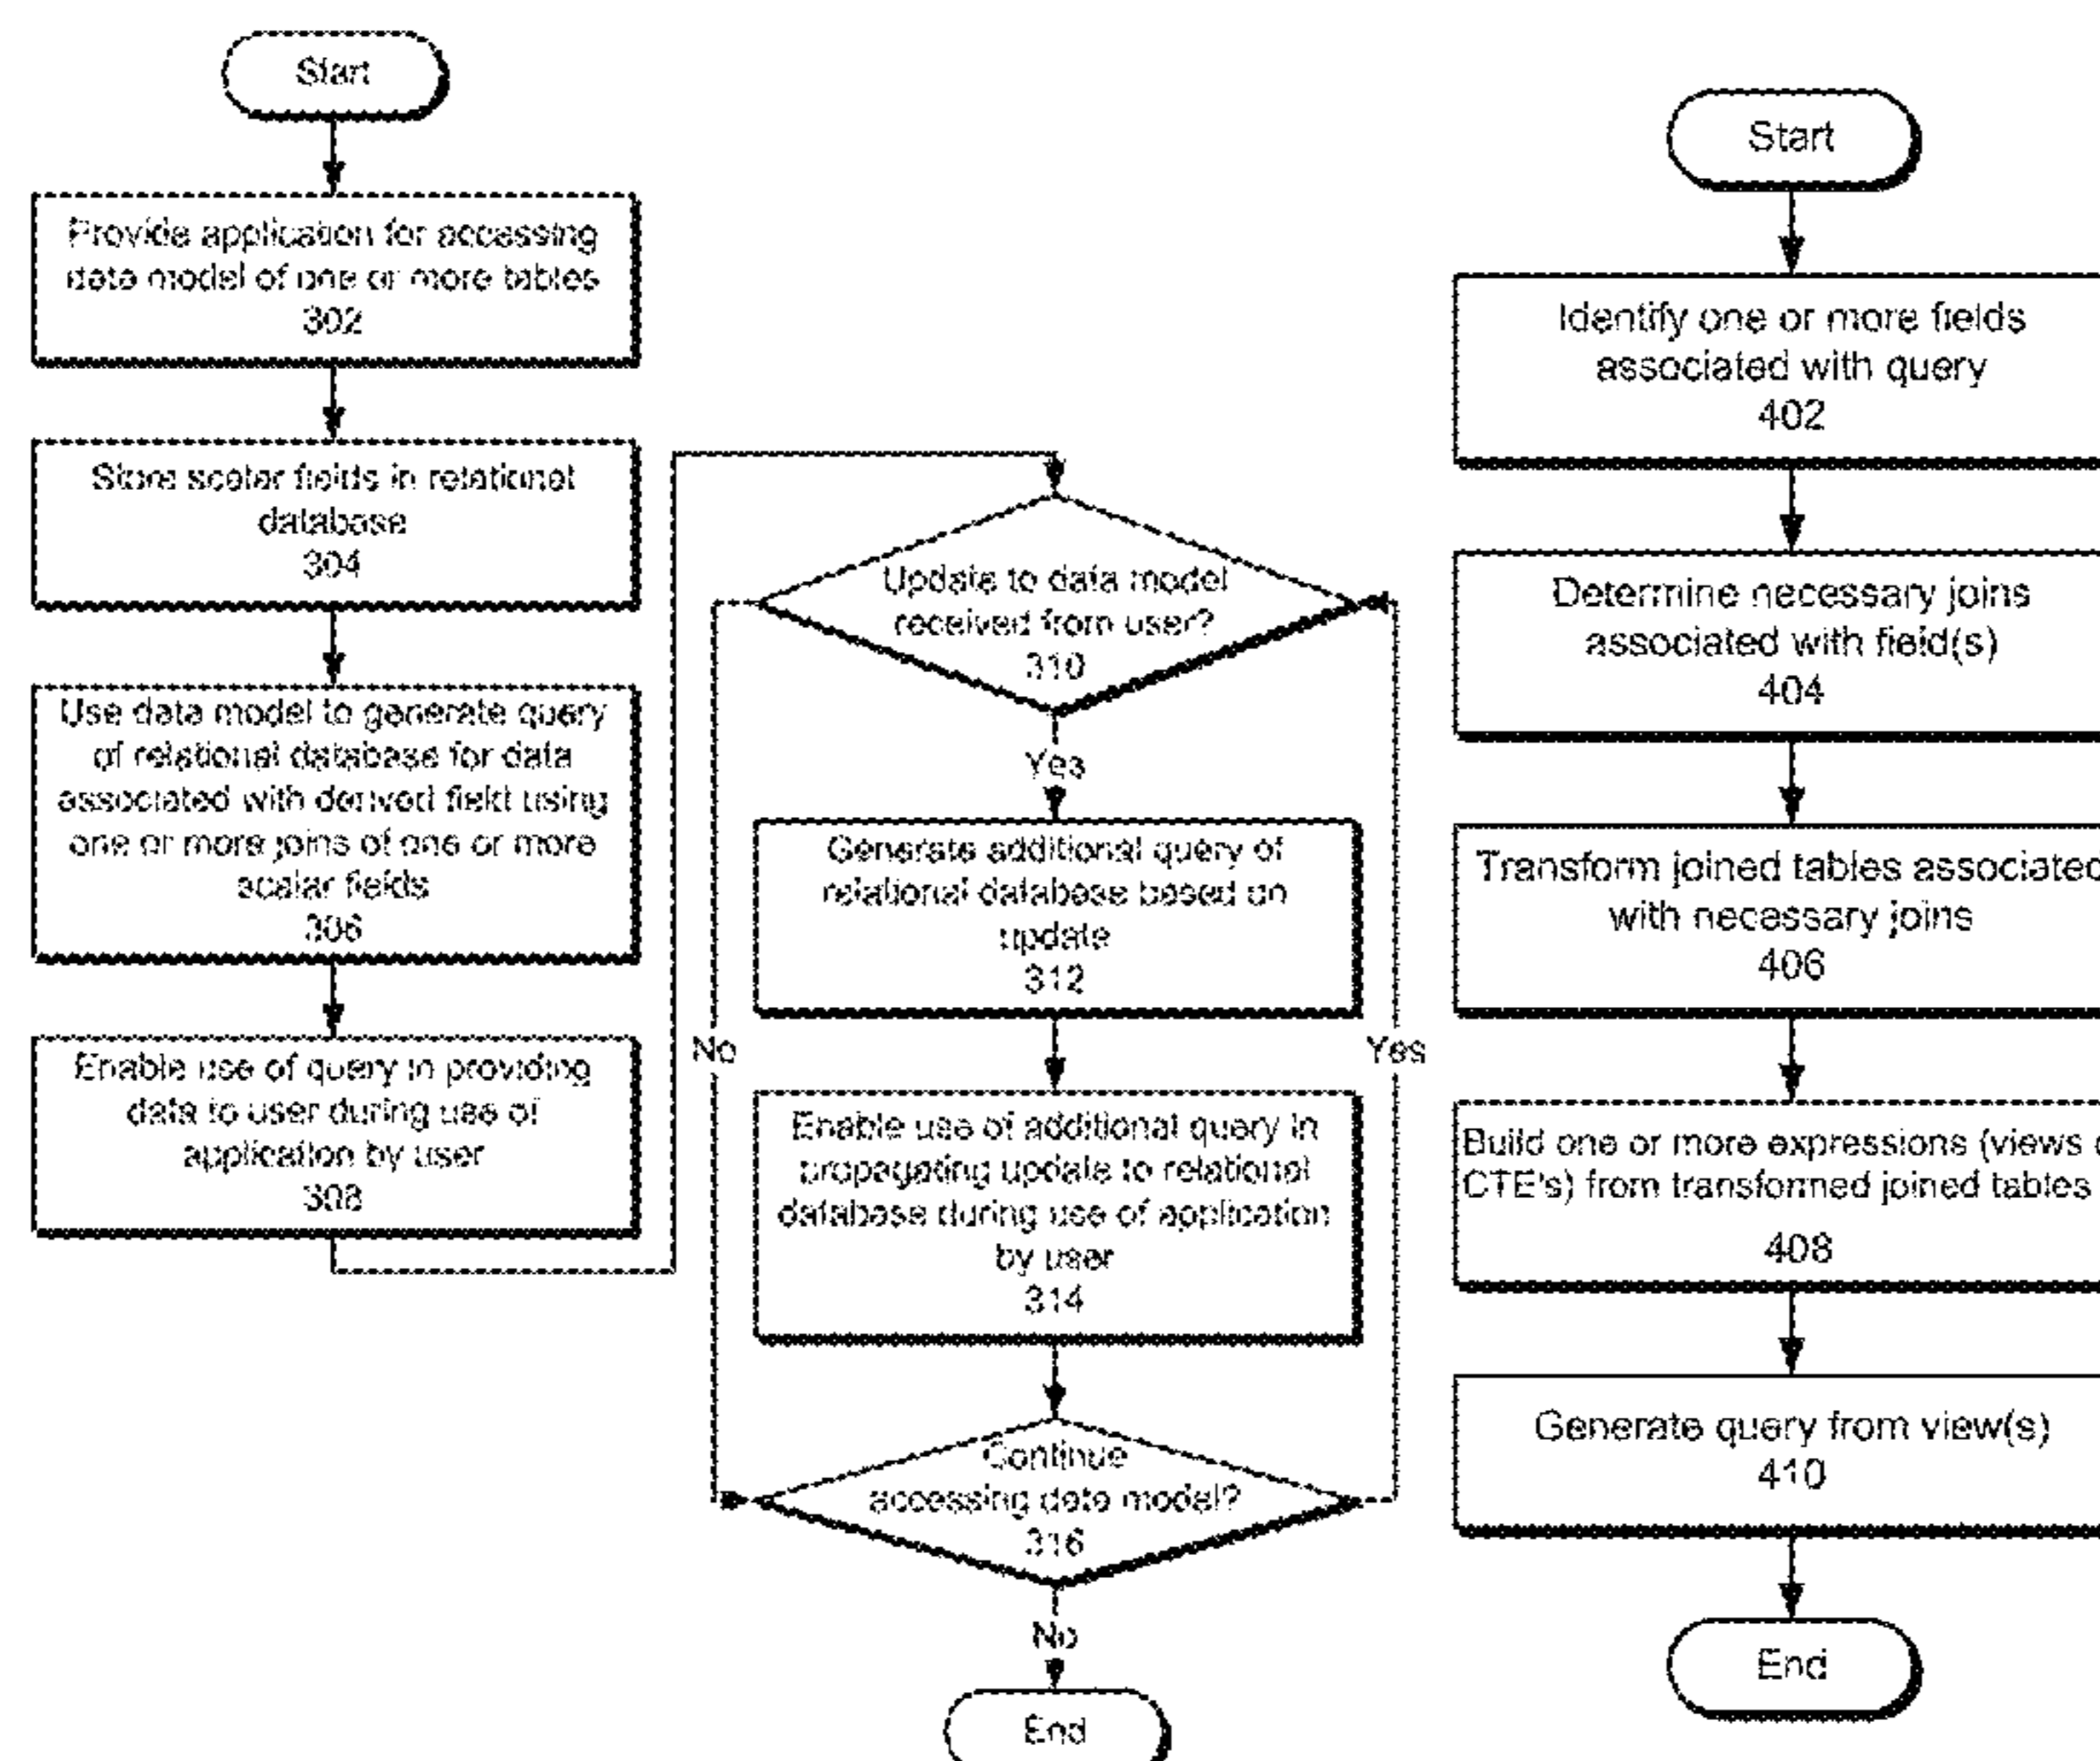 Start
Provide application for accessing
data model of one or more tables
302
Store scalar fields in relational
database
304
Use data model to generate query
of relational database for data
associated with derived field using
one or more joins of one or more
scalar fields
306
Enable use of query in providing
data to user during use of
application by user
308
Update to data model
received from user?
310
Yes
No
Generate additional query of
relational database based on
update
312
Enable use of additional query in
propagating update to relational
database during use of application
by user
314
Yes
Continue
accessing data model?
316
No
End
Start
Identify one or more fields
associated with query
402
Determine necessary joins
associated with field(s)
404
Transform joined tables associated
with necessary joins
406
Build one or more expressions (views
CTE's) from transformed joined tables
408
Generate query from view(s)
410
End